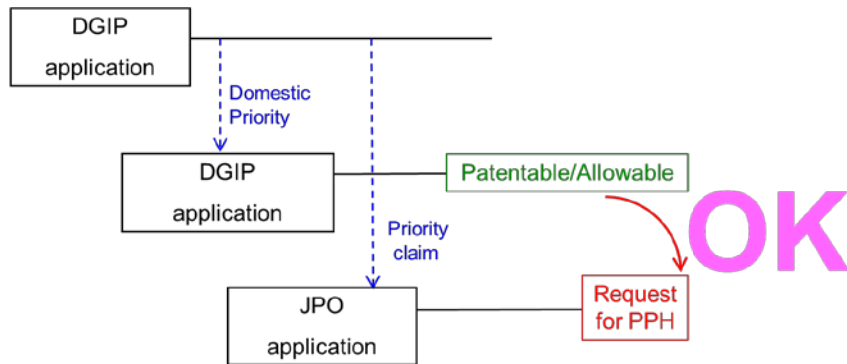 DGIP
application
Domestic
Priority
DGIP
application
Patentable/Allowable
OK
Priority
claim
JPO
application
Request
for PPH